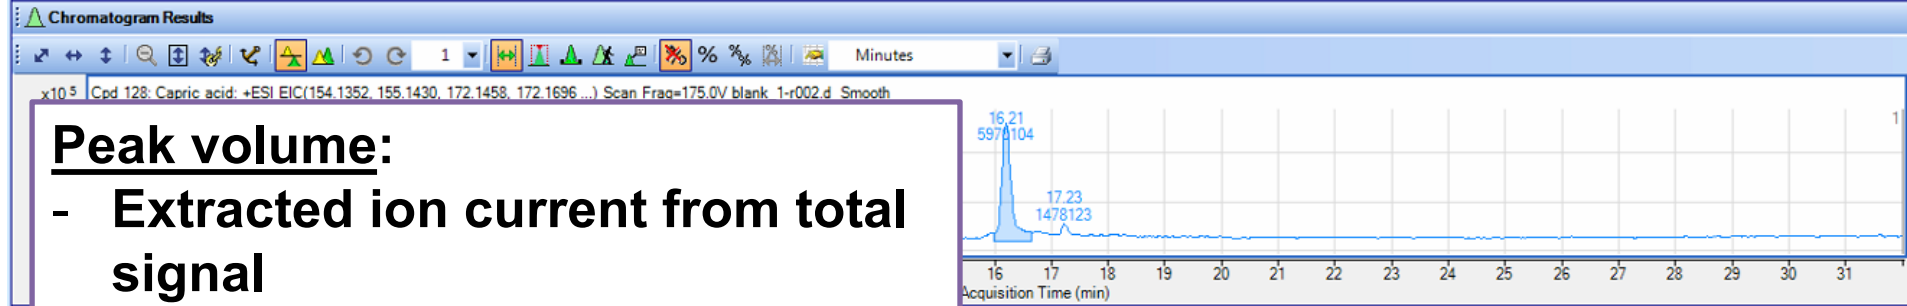 Chromatogram Results
1 % % Minutes
x10 5 Cpd 128: Capric acid: +ESI EIC(154.1352, 155.1430, 172.1458, 172.1696 ...) Scan Frag=175.0V blank_1-r002.d Smooth
16.21
1
Peak volume:
17.23
1478123
- Extracted ion current from total
signal
16 17 18 19 20 21 22 23 24 25 26 27 28 29 30 31
Acquisition Time (min)